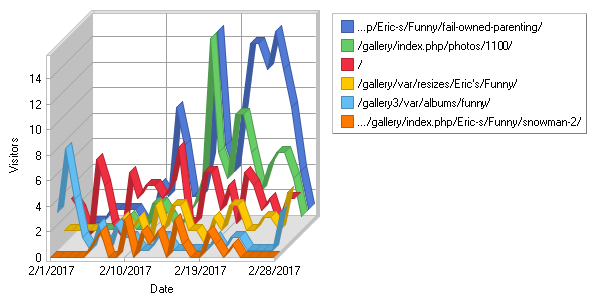 ...p/Eric-s/Funny/fail-owned-parenting/
/gallery/index.php/photos/1100/
/
/gallery/var/resizes/Eric's/Funny/
/gallery3/var/albums/funny/
.../gallery/index.php/Eric-s/Funny/snowman-2/
14
12
10
8
6
4
2
0
Visitors
2/1/2017 2/10/2017 2/19/2017 2/28/2017
Date